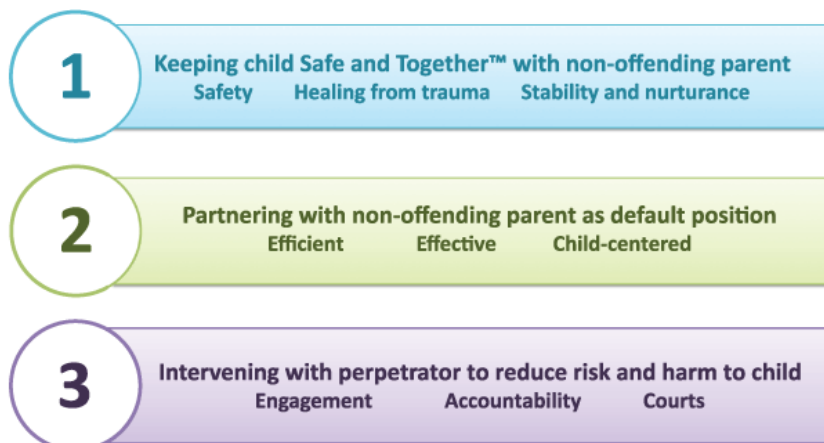 1
Keeping child Safe and Together™ with non-offending parent
Safety Healing from trauma Stability and nurturance
2
Partnering with non-offending parent as default position
Efficient Effective Child-centered
3
Intervening with perpetrator to reduce risk and harm to child
Engagement Accountability Courts